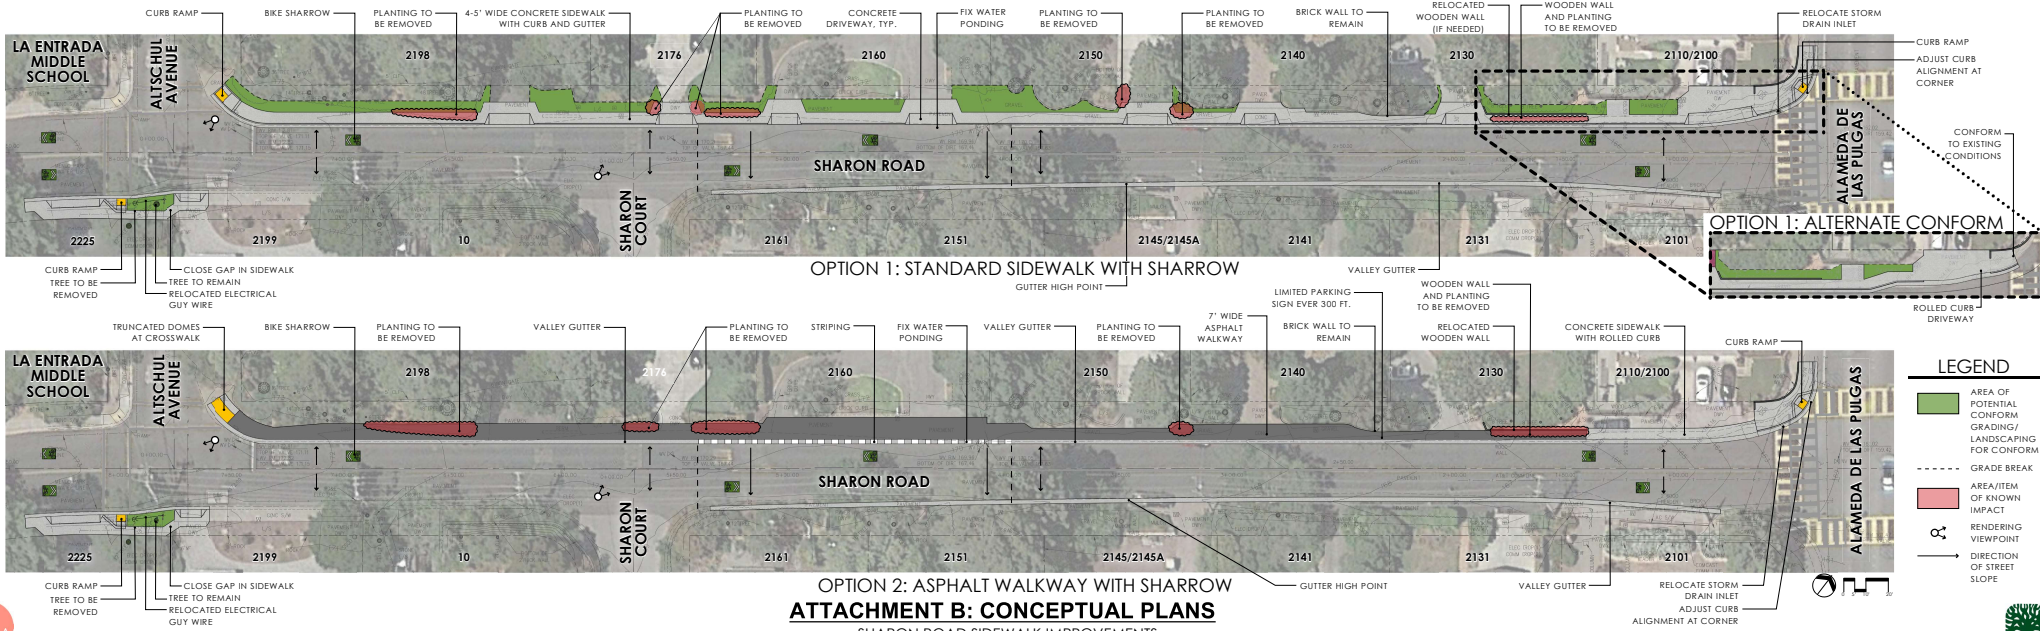 CURB RAMP
BIKE SHARROW
PLANTING TO
BE REMOVED
4-5' WIDE CONCRETE SIDEWALK
WITH CURB AND GUTTER
PLANTING TO
BE REMOVED
CONCRETE
DRIVEWAY, TYP.
FIX WATER
PONDING
PLANTING TO
BE REMOVED
PLANTING TO
BE REMOVED
BRICK WALL TO
REMAIN
RELOCATED
WOODEN WALL
(IF NEEDED)
WOODEN WALL
AND PLANTING
TO BE REMOVED
RELOCATE STORM
DRAIN INLET
CURB RAMP
ADJUST CURB
ALIGNMENT AT
CORNER
CONFORM
TO EXISTING
CONDITIONS
LA ENTRADA
MIDDLE
SCHOOL
ALTSCHUL
AVENUE
2198
2176
2160
2150
2140
2130
2110/2100
SHARON ROAD
SHARON
COURT
ALAMEDA DE
LAS PULGAS
2225
2199
10
2161
2151
2145/2145A
2141
2131
2101
OPTION 1: ALTERNATE CONFORM
ROLLED CURB
DRIVEWAY
CURB RAMP
TREE TO BE
REMOVED
CLOSE GAP IN SIDEWALK
TREE TO REMAIN
RELOCATED ELECTRICAL
GUY WIRE
OPTION 1: STANDARD SIDEWALK WITH SHARROW
GUTTER HIGH POINT
VALLEY GUTTER
TRUNCATED DOMES
AT CROSSWALK
BIKE SHARROW
PLANTING TO
BE REMOVED
VALLEY GUTTER
PLANTING TO
BE REMOVED
STRIPING
FIX WATER
PONDING
VALLEY GUTTER
PLANTING TO
BE REMOVED
7' WIDE
ASPHALT
WALKWAY
LIMITED PARKING
SIGN EVER 300 FT.
BRICK WALL TO
REMAIN
WOODEN WALL
AND PLANTING
TO BE REMOVED
RELOCATED
WOODEN WALL
CONCRETE SIDEWALK
WITH ROLLED CURB
CURB RAMP
LA ENTRADA
MIDDLE
SCHOOL
ALTSCHUL
AVENUE
2198
2176
2160
2150
2140
2130
2110/2100
SHARON ROAD
SHARON
COURT
ALAMEDA DE LAS PULGAS
2225
2199
10
2161
2151
2145/2145A
2141
2131
2101
CURB RAMP
TREE TO BE
REMOVED
CLOSE GAP IN SIDEWALK
TREE TO REMAIN
RELOCATED ELECTRICAL
GUY WIRE
OPTION 2: ASPHALT WALKWAY WITH SHARROW
GUTTER HIGH POINT
VALLEY GUTTER
RELOCATE STORM
DRAIN INLET
ADJUST CURB
ALIGNMENT AT CORNER
LEGEND
AREA OF
POTENTIAL
CONFORM
GRADING/
LANDSCAPING
FOR CONFORM
GRADE BREAK
AREA/ITEM
OF KNOWN
IMPACT
RENDERING
VIEWPOINT
DIRECTION
OF STREET
SLOPE
ATTACHMENT B: CONCEPTUAL PLANS
SHARON ROAD SIDEWALK IMPROVEMENTS